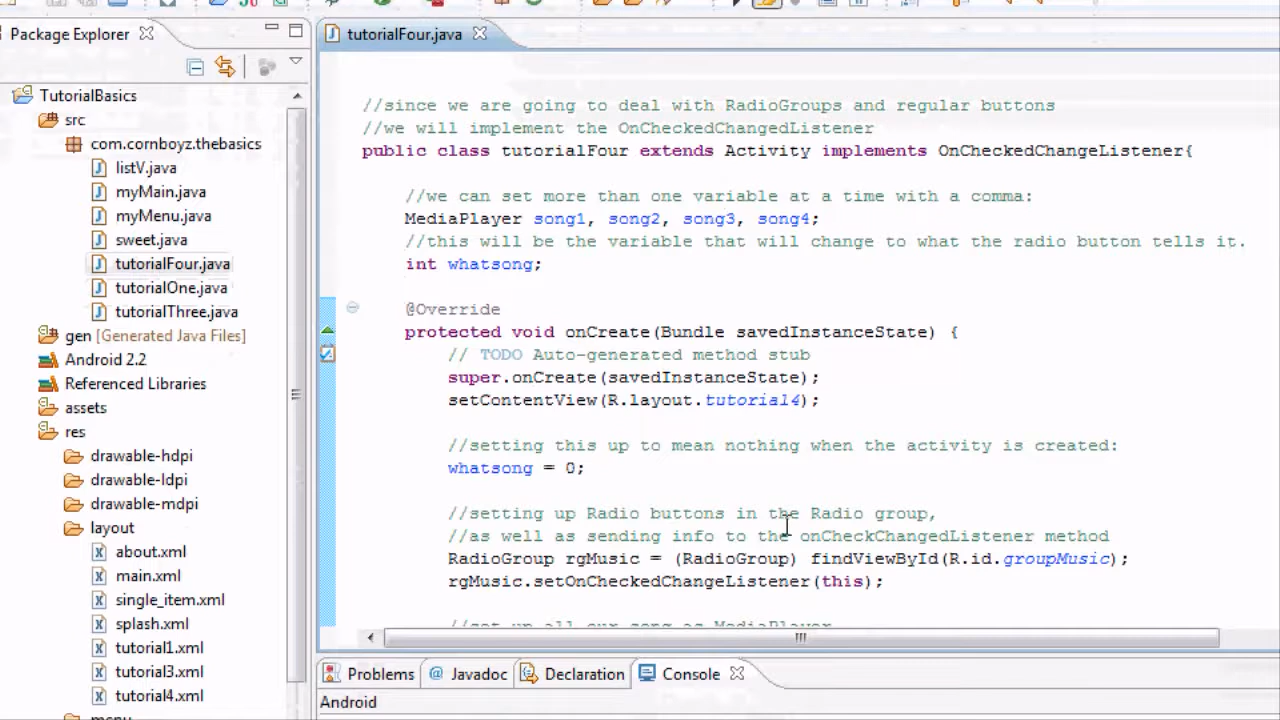 Package Explorer
TutorialBasics
src
com.cornboyz.thebasics
listV.java
myMain.java
myMenu.java
sweet.java
tutorialFour.java
tutorialOne.java
tutorialThree.java
gen [Generated Java Files]
Android 2.2
Referenced Libraries
assets
res
drawable-hdpi
drawable-ldpi
drawable-mdpi
layout
about.xml
main.xml
single_item.xml
splash.xml
tutorial1.xml
tutorial3.xml
tutorial4.xml
menu
tutorialFour.java
//since we are going to deal with RadioGroups and regular buttons
//we will implement the OnCheckedChangedListener
public class tutorialFour extends Activity implements OnCheckedChangeListener{
//we can set more than one variable at a time with a comma:
MediaPlayer song1, song2, song3, song4;
//this will be the variable that will change to what the radio button tells it.
int whatsong;
@Override
protected void onCreate(Bundle savedInstanceState) {
// TODO Auto-generated method stub
super.onCreate(savedInstanceState);
setContentView(R.layout.tutorial4);
//setting this up to mean nothing when the activity is created:
whatsong = 0;
//setting up Radio buttons in the Radio group,
//as well as sending info to the onCheckChangedListener method
RadioGroup rgMusic = (RadioGroup) findViewById(R.id.groupMusic);
rgMusic.setOnCheckedChangeListener(this);
//set up all our song as MediaPlayer
Problems
Javadoc
Declaration
Console
Android